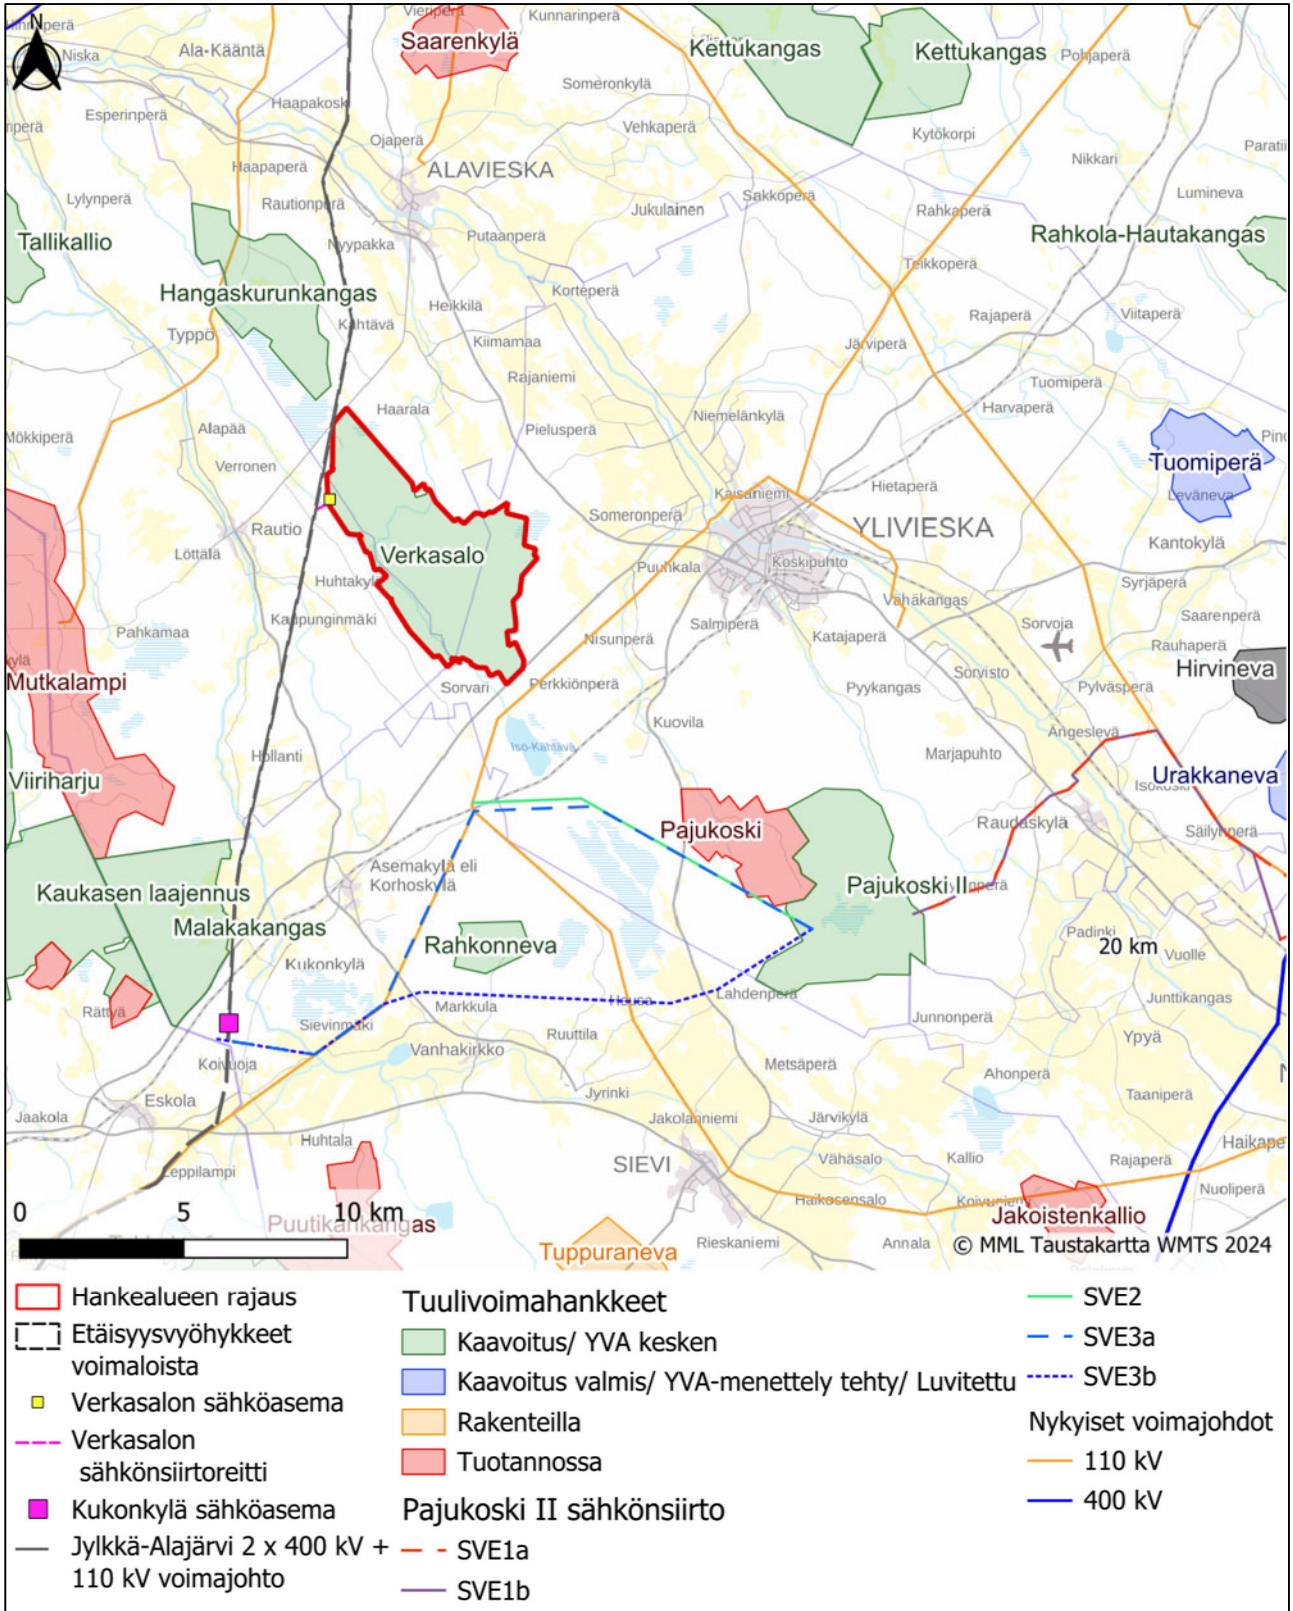 N
Vieriperä
Kunnarinperä
Niska
Ala-Kääntä
Saarenkylä
Kettukangas
Kettukangas
Pohjaperä
Someronkylä
Esperinperä
Haapakoski
Ojaperä
Vehkaperä
Kytökorpi
Nikkari
Haapaperä
ALAVIESKA
Lylynperä
Rautionperä
Jukulainen
Sakkoperä
Rahkaperä
Lumineva
Tallikallio
Nyypakka
Putaanperä
Rahkola-Hautakangas
Teikkoperä
Hangaskurunkangas
Heikkilä
Korteperä
Typpö
Kähtävä
Kiimamaa
Rajaperä
Viitaperä
Järviperä
Rajaniemi
Tuomiperä
Haarala
Niemelänkylä
Harvaperä
Mökkiperä
Alapää
Pielusperä
Verronen
Tuomiperä
Kaisaniemi
Hietaperä
Leväneva
Rautio
Someronperä
YLIVIESKA
Löttälä
Verkasalo
Kantokylä
Huhtakylä
Puuhkala
Koskipuhto
Syrjäperä
Vähäkangas
Kaupunginmäki
Salmiperä
Sorvoja
Saarenperä
Pahkamaa
Nisunperä
Katajaperä
Rauhaperä
Mutkalampi
Sorvari
Perkkiönperä
Pyykangas
Sorvisto
Pylväsperä
Hirvineva
Kuovila
Ängeslevä
Hollanti
Iso-Kähtävä
Marjapuhto
Viiriharju
Urakkaneva
Pajukoski
Raudaskylä
Asemakylä eli
Korhoskylä
Kaukasen laajennus
Pajukoski II
Malakakangas
Rahkonneva
Padinki
20 km
Vuolle
Kukonkylä
Lahdenperä
Junttikangas
Rättyä
Markkula
Sievinmäki
Ruuttila
Junnonperä
Ypyä
Vanhakirkko
Koivuoja
Metsäperä
Ahonperä
Taaniperä
Jyrinki
Eskola
Jaakola
Jakolanniemi
Järvikylä
Huhtala
Leppilampi
SIEVI
Vähäsalo
Kallio
Rajaperä
Haikosensalo
Nuoliperä
0 5 10 km
Puutikankangas
Jakoistenkallio
Tuppuraneva
Rieskaniemi
Annala
© MML Taustakartta WMTS 2024
Hankealueen rajaus
Etäisyysvyöhykkeet
voimaloista
Verkasalon sähköasema
Verkasalon
sähkönsiirtoreitti
Kukonkylä sähköasema
Jylkkä-Alajärvi 2 x 400 kV +
110 kV voimajohto
Tuulivoimahankkeet
Kaavoitus/ YVA kesken
Kaavoitus valmis/ YVA-menettely tehty/ Luvitettu
Rakenteilla
Tuotannossa
Pajukoski II sähkönsiirto
SVE1a
SVE1b
SVE2
SVE3a
SVE3b
Nykyiset voimajohdot
110 kV
400 kV